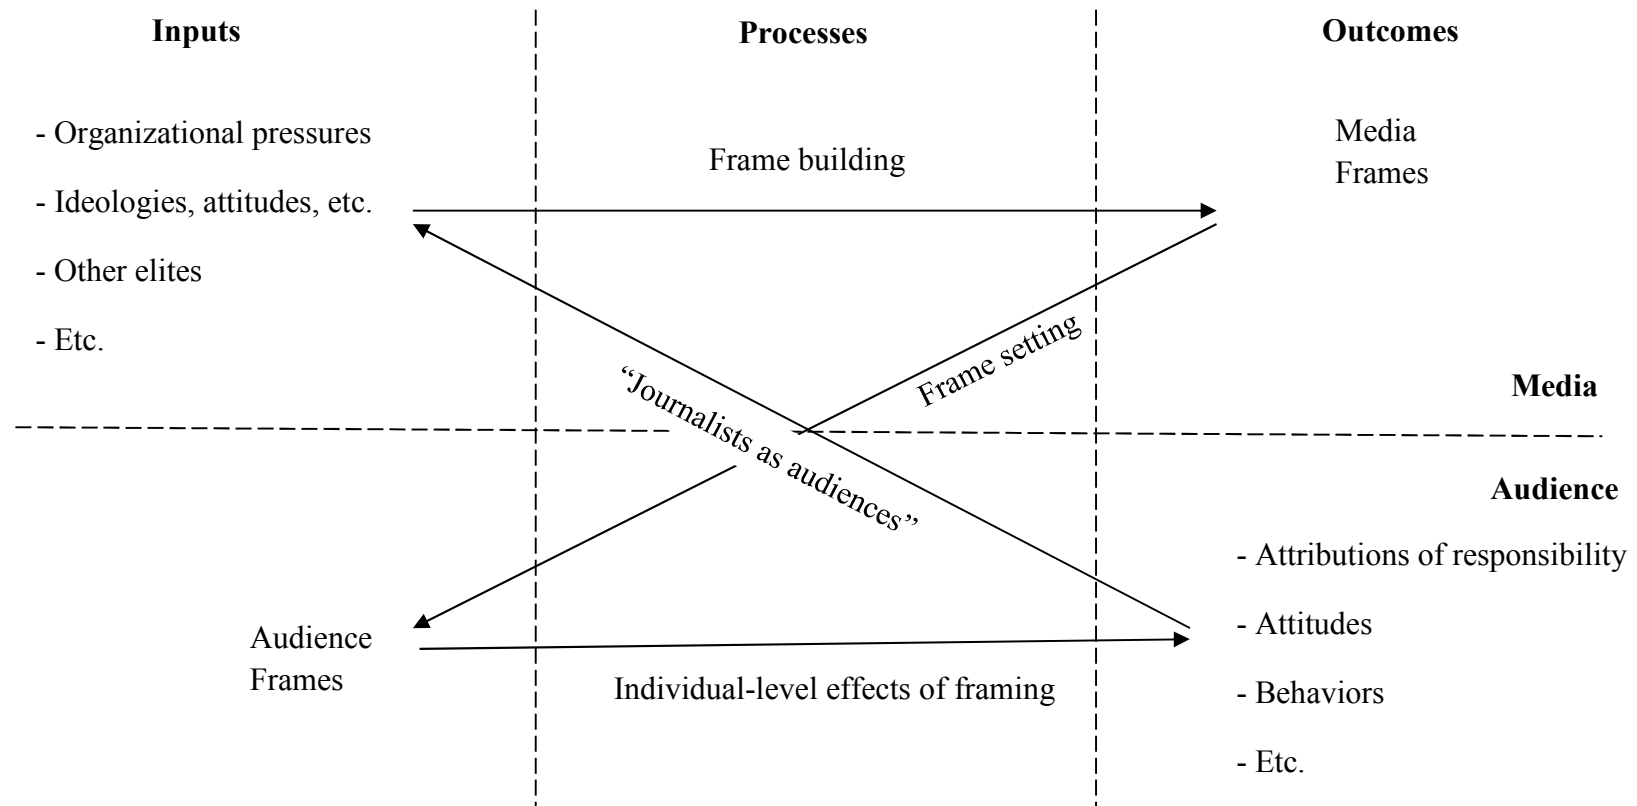 Inputs
Processes
Outcomes
- Organizational pressures
- Ideologies, attitudes, etc.
- Other elites
- Etc.
Frame building
Media
Frames
Frame setting
“Journalists as audiences”
Media
Audience
Audience
Frames
Individual-level effects of framing
- Attributions of responsibility
- Attitudes
- Behaviors
- Etc.